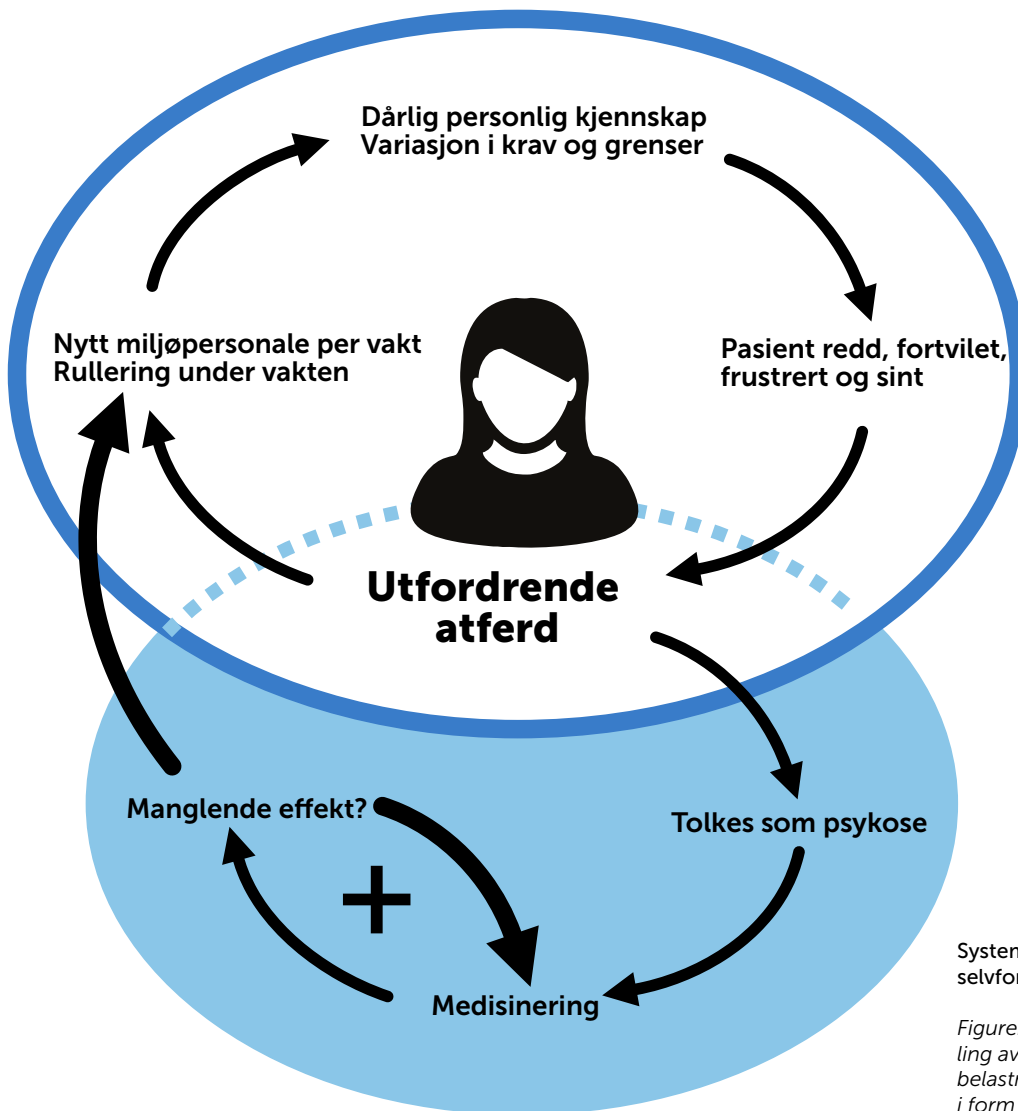 Dårlig personlig kjennskap
Variasjon i krav og grenser
Nytt miljøpersonale per vakt
Rullering under vakten
Pasient redd, fortvilet,
frustrert og sint
Utfordrende
atferd
Manglende effekt?
Tolkes som psykose
+
Medisinering
i form